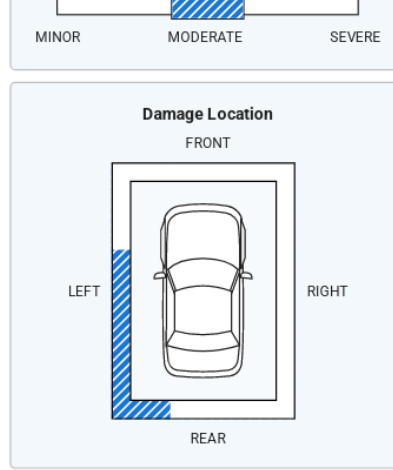 MINOR MODERATE SEVERE
Damage Location
FRONT
LEFT RIGHT
REAR